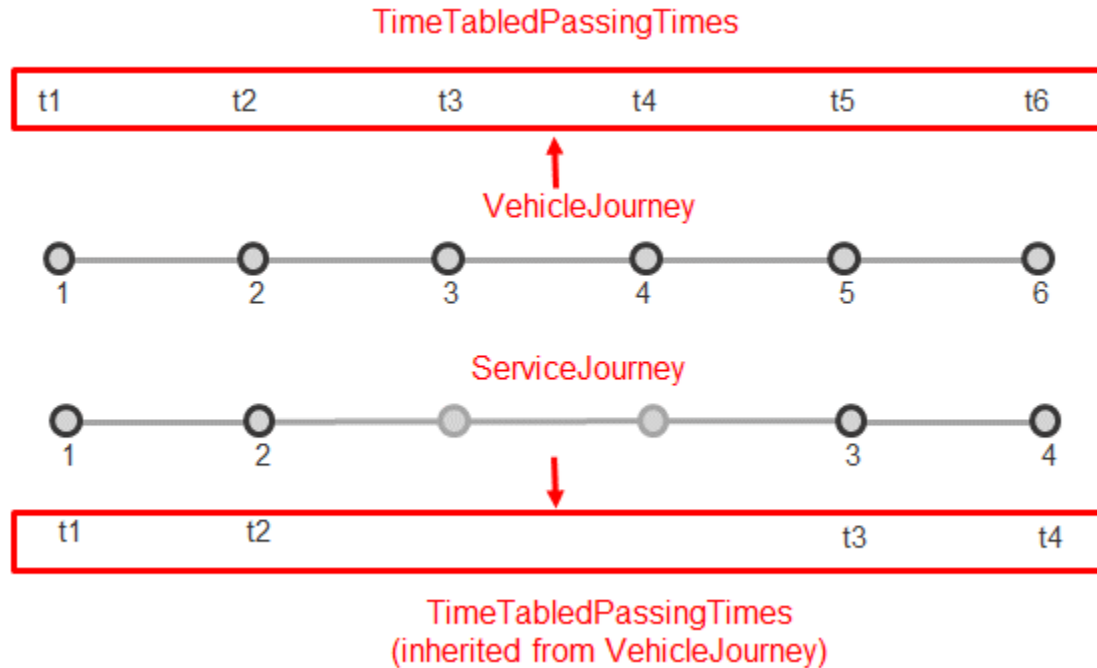 TimeTabledPassingTimes
t1 t2 t3 t4 t5 t6
VehicleJourney
1 2 3 4 5 6
ServiceJourney
1 2 3 4
t1 t2 t3 t4
TimeTabledPassingTimes
(inherited from VehicleJourney)